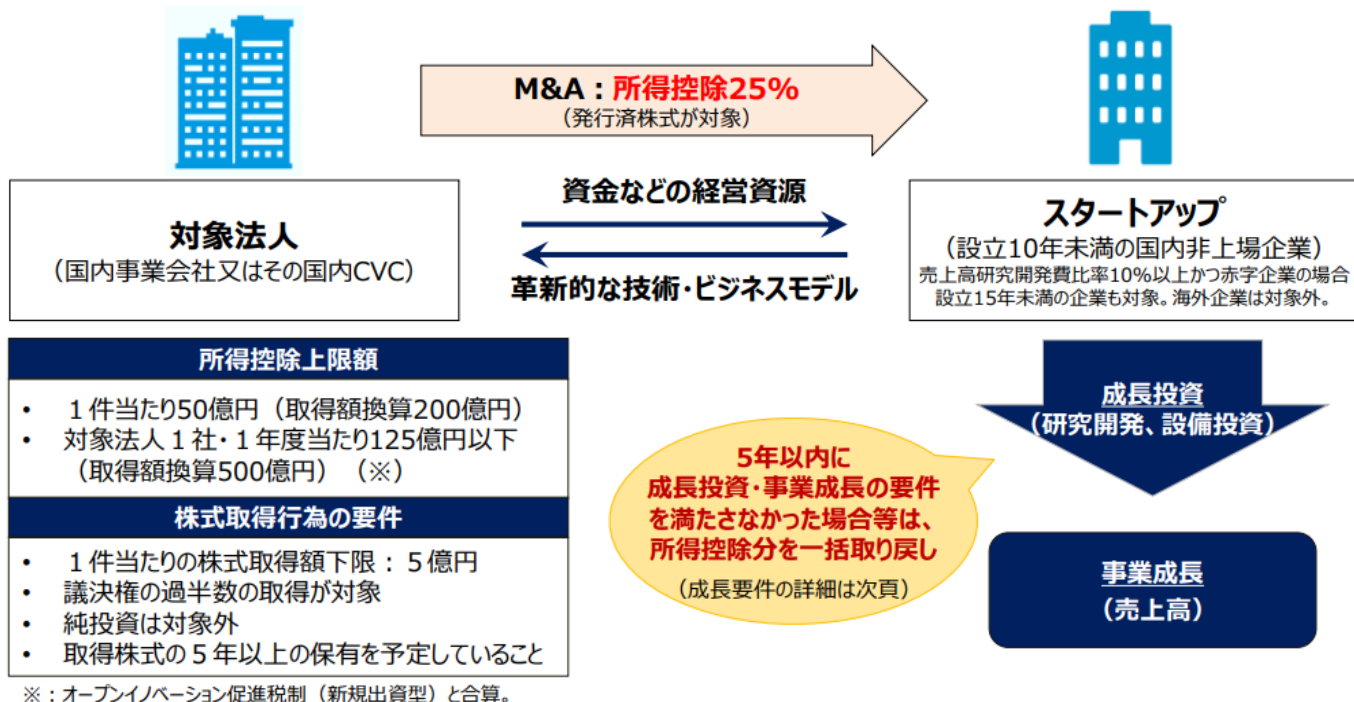 M&A：所得控除25%
（発行済株式が対象）
資金などの経営資源
革新的な技術・ビジネスモデル
対象法人
（国内事業会社又はその国内CVC）
スタートアップ
（設立10年未満の国内非上場企業）
売上高研究開発費比率10%以上かつ赤字企業の場合
設立15年未満の企業も対象。海外企業は対象外。
所得控除上限額
• １件当たり50億円（取得額換算200億円）
• 対象法人１社・１年度当たり125億円以下
（取得額換算500億円）（※）
株式取得行為の要件
• １件当たりの株式取得額下限：５億円
• 議決権の過半数の取得が対象
• 純投資は対象外
• 取得株式の５年以上の保有を予定していること
※：オープンイノベーション促進税制（新規出資型）と合算。
5年以内に
成長投資・事業成長の要件
を満たさなかった場合等は、
所得控除分を一括取り戻し
（成長要件の詳細は次頁）
成長投資
（研究開発、設備投資）
事業成長
（売上高）